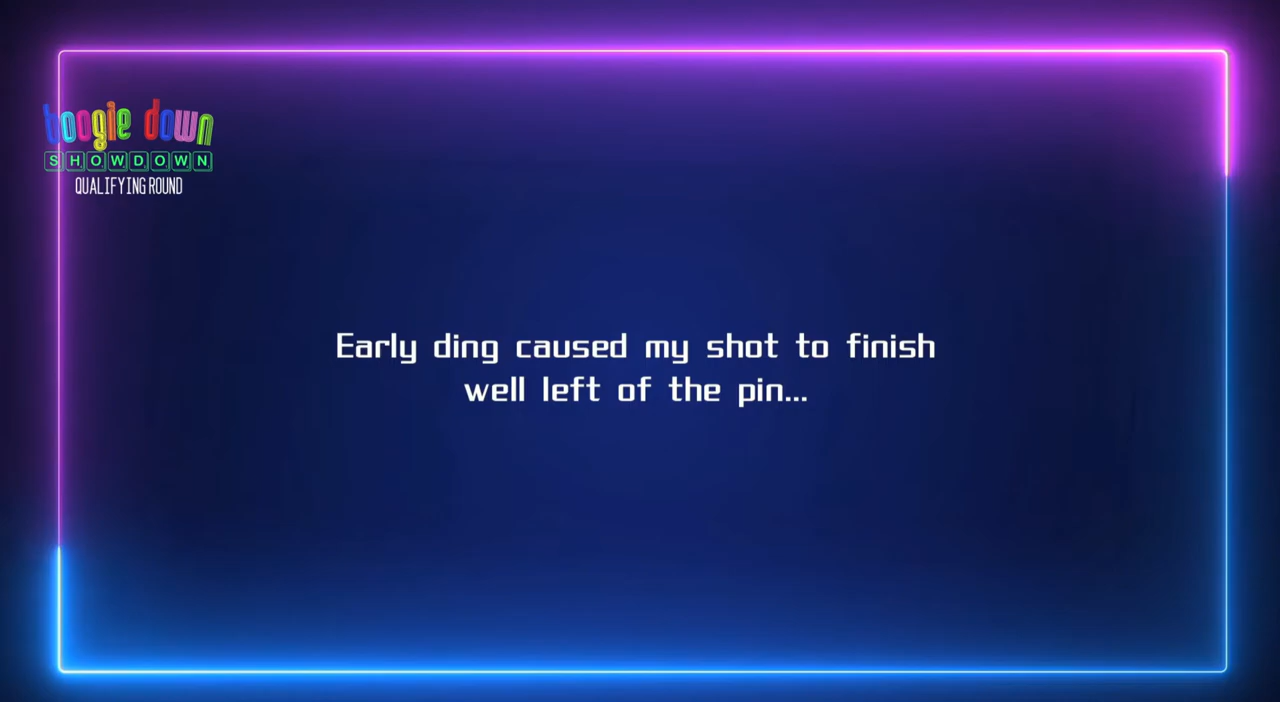 boogie down
SHOWDOWN
QUALIFYING ROUND
Early ding caused my shot to finish
well left of the pin...